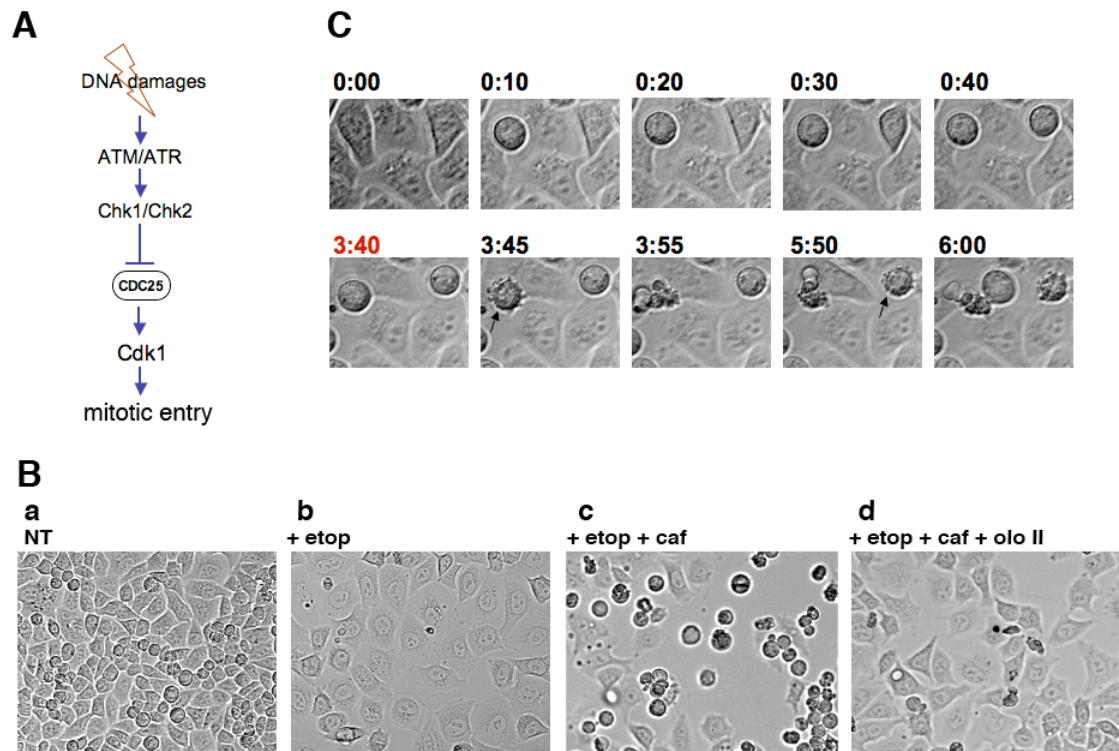 A
DNA damages
ATM/ATR
Chk1/Chk2
CDC25
Cdk1
mitotic entry
C
0:00 0:10 0:20 0:30 0:40
3:40 3:45 3:55 5:50 6:00
B
a b c d
NT + etop + etop + caf + etop + caf + olo II